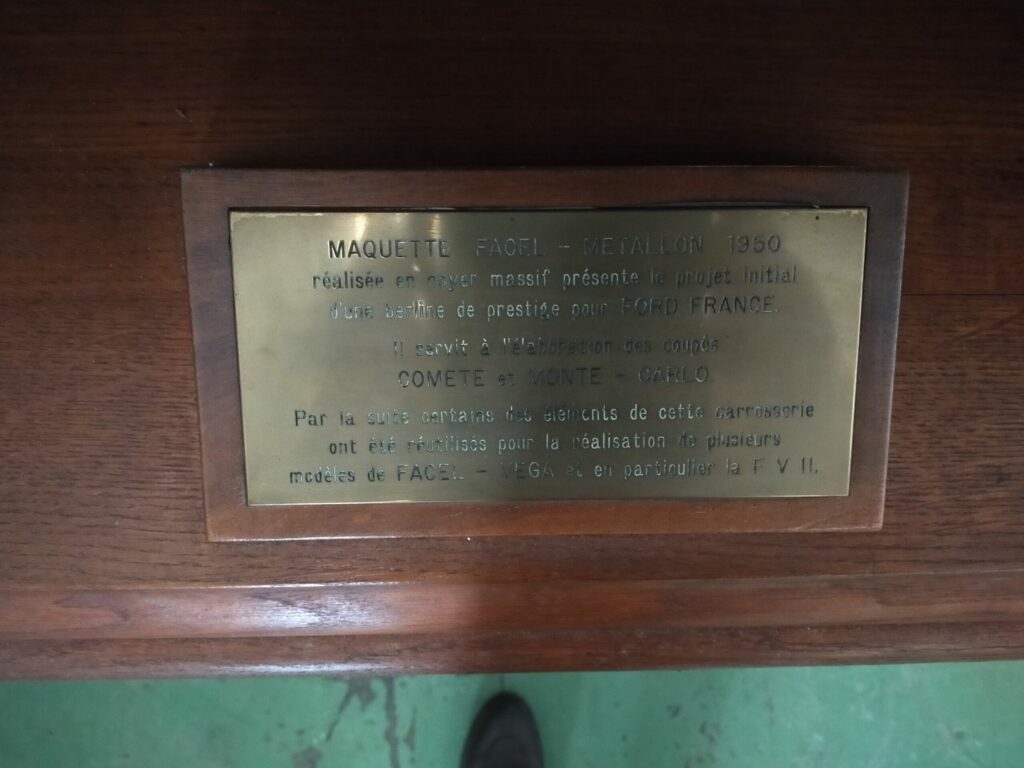 MAQUETTE FACEL - METALLON 1950
réalisée en noyer massif présente le projet initial
d'une berline de prestige pour FORD FRANCE.
Il servit à l'élaboration des coupés
COMETE et MONTE - CARLO.
Par la suite certains des éléments de cette carrosserie
ont été réutilisés pour la réalisation de plusieurs
modèles de FACEL - VEGA et en particulier la F V II.